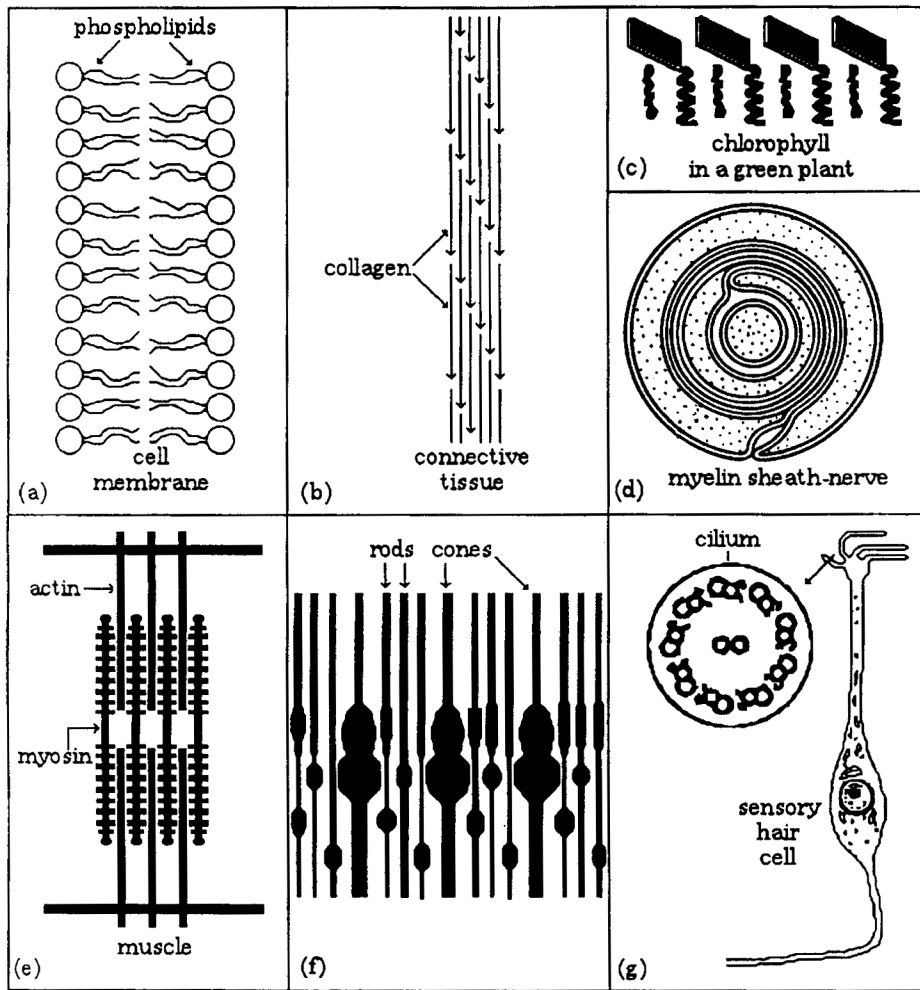 phospholipids
cell
membrane
(a)
collagen
connective
tissue
(b)
chlorophyll
in a green plant
(c)
myelin sheath-nerve
(d)
actin
myosin
muscle
(e)
rods cones
(f)
cilium
sensory
hair
cell
(g)